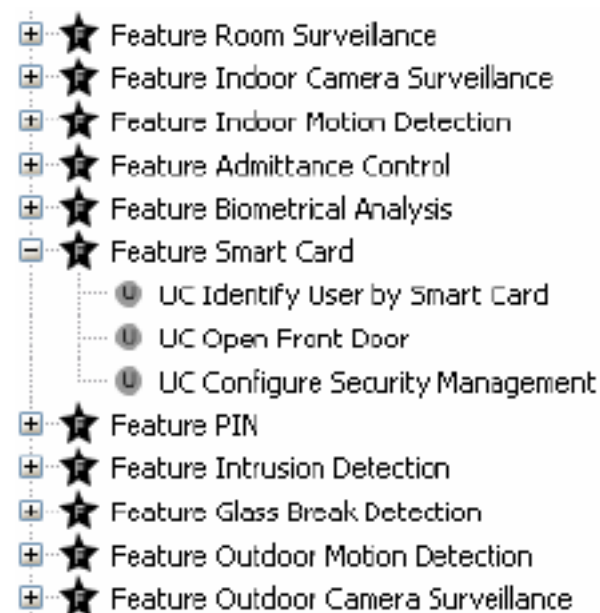 Feature Room Surveillance
Feature Indoor Camera Surveillance
Feature Indoor Motion Detection
Feature Admittance Control
Feature Biometrical Analysis
Feature Smart Card
UC Identify User by Smart Card
UC Open Front Door
UC Configure Security Management
Feature PIN
Feature Intrusion Detection
Feature Glass Break Detection
Feature Outdoor Motion Detection
Feature Outdoor Camera Surveillance